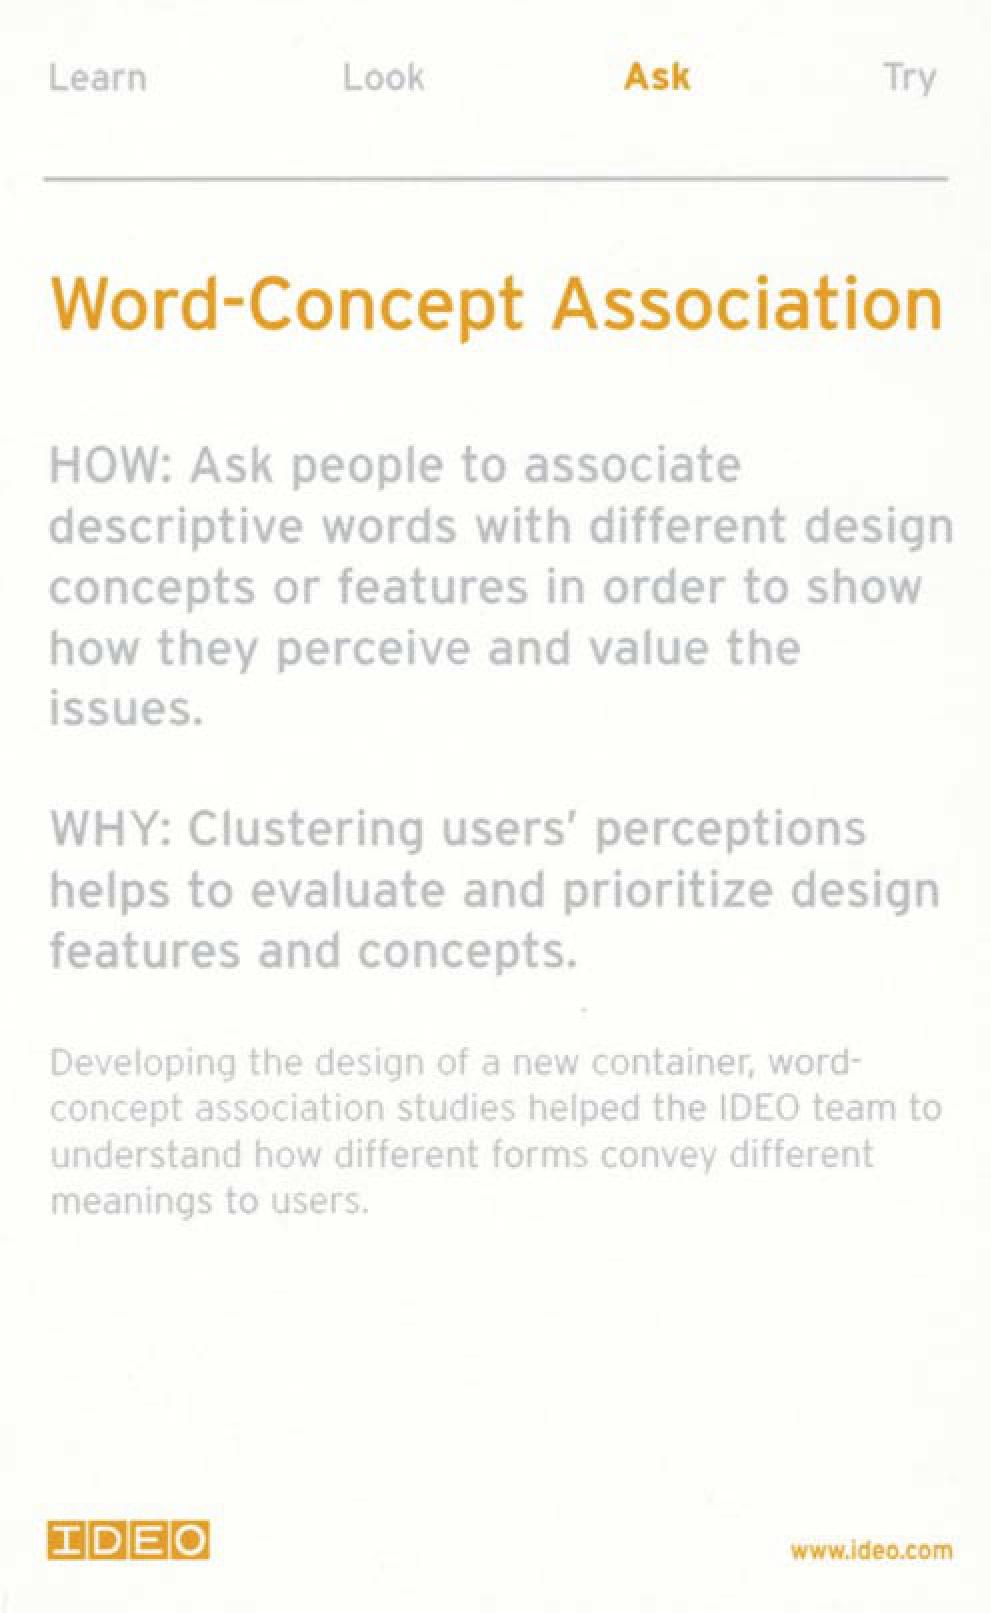 Learn Look Ask Try
Word-Concept Association
HOW: Ask people to associate
descriptive words with different design
concepts or features in order to show
how they perceive and value the
issues.
WHY: Clustering users’ perceptions
helps to evaluate and prioritize design
features and concepts.
Developing the design of a new container, word-
concept association studies helped the IDEO team to
understand how different forms convey different
meanings to users.
IDEO
www.ideo.com